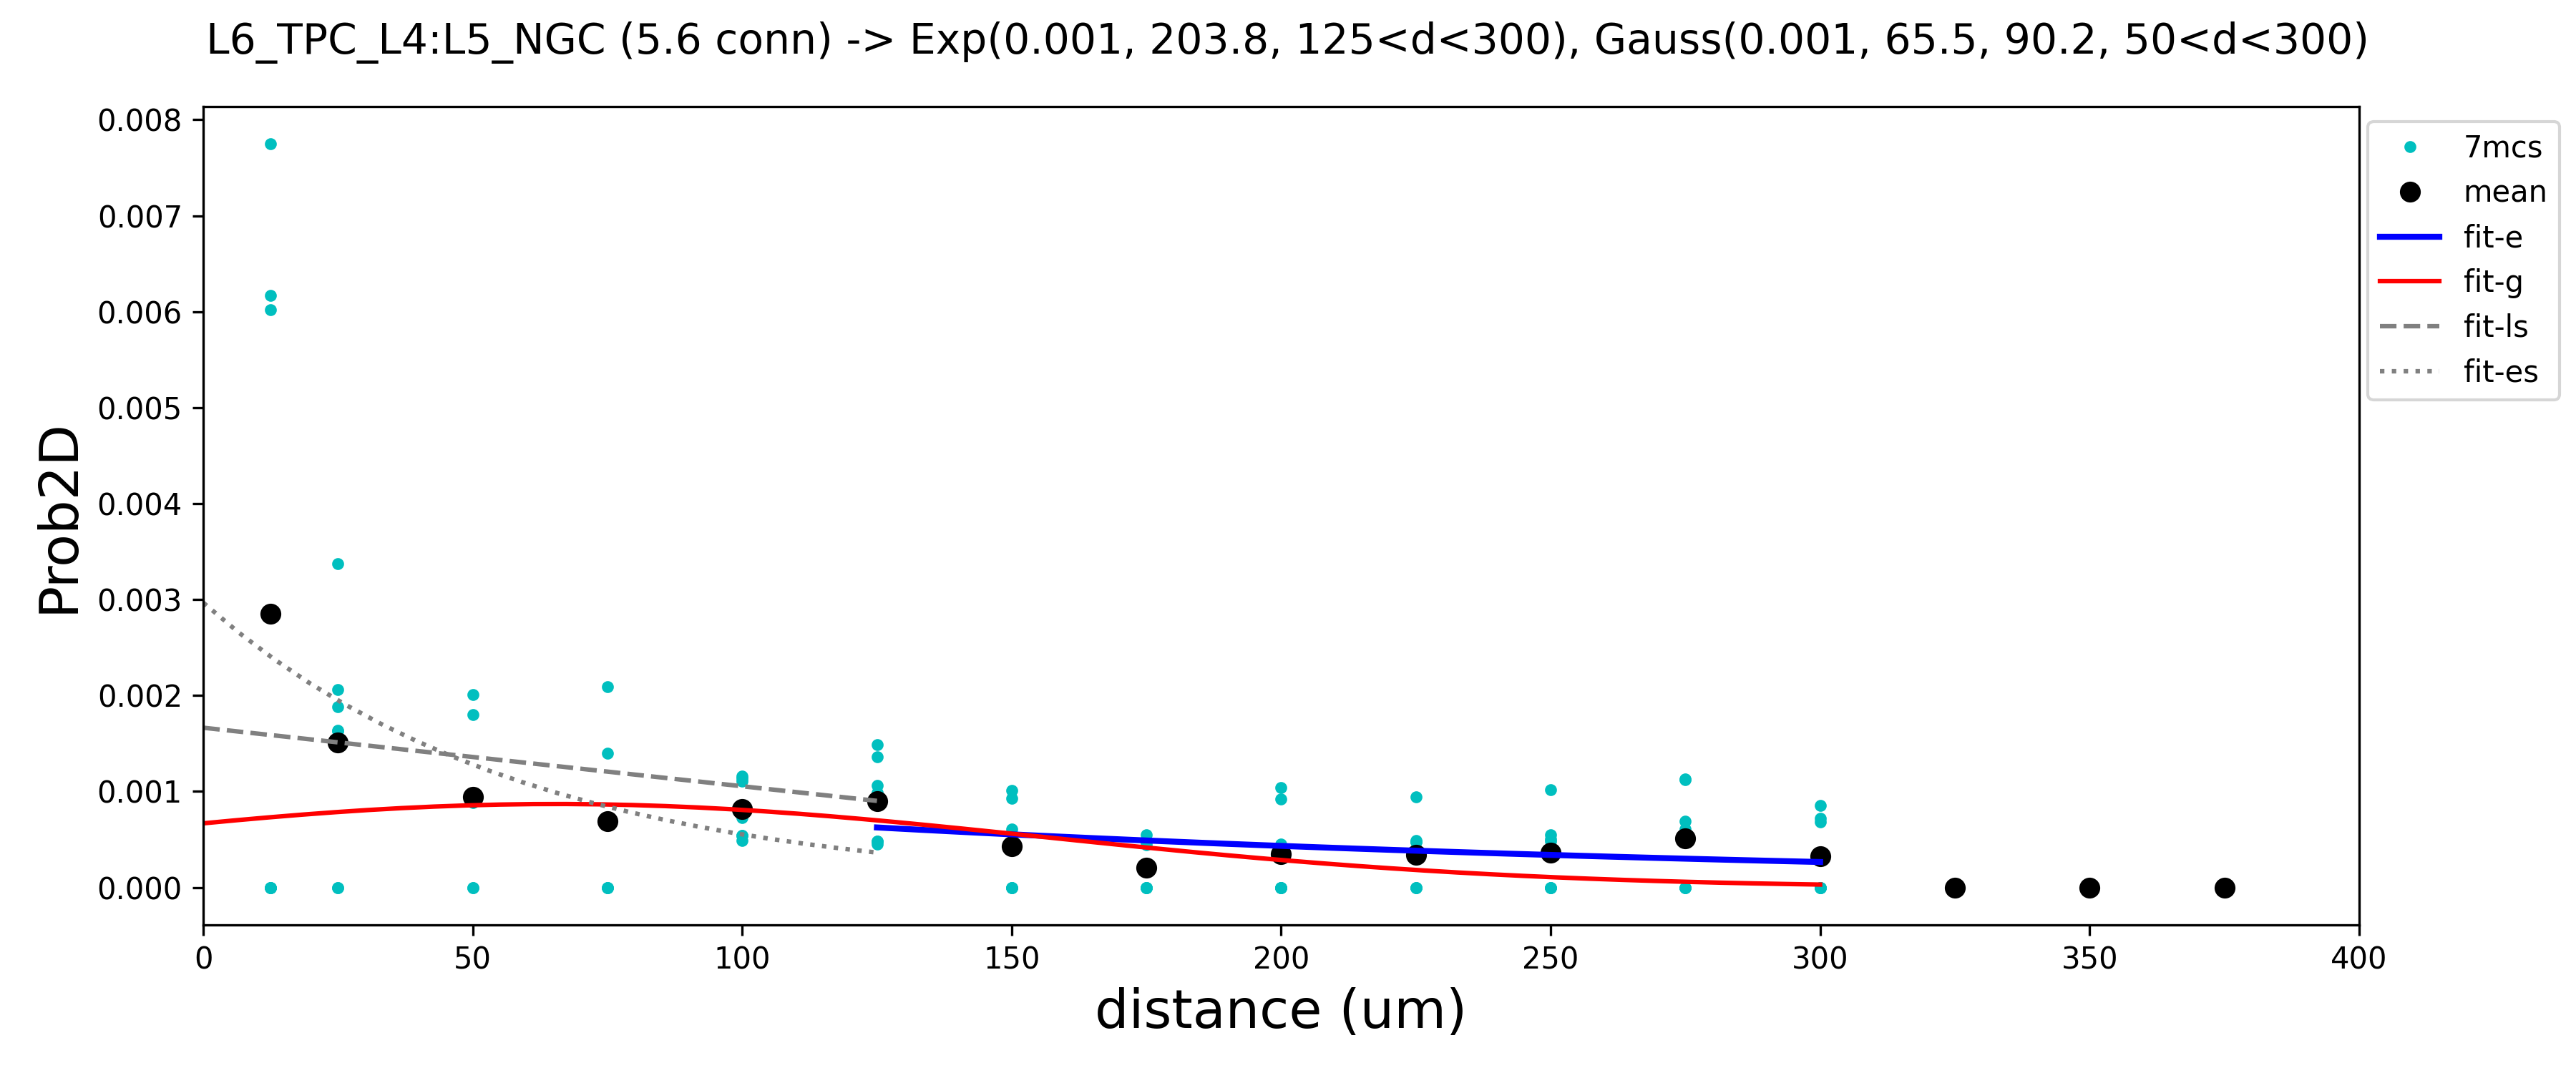 L6_TPC_L4:L5_NGC (5.6 conn) -> Exp(0.001, 203.8, 125<d<300), Gauss(0.001, 65.5, 90.2, 50<d<300)
0.008
0.007
0.006
0.005
0.004
0.003
0.002
0.001
0.000
Prob2D
0 50 100 150 200 250 300 350 400
distance (um)
7mcs
mean
fit-e
fit-g
fit-ls
fit-es